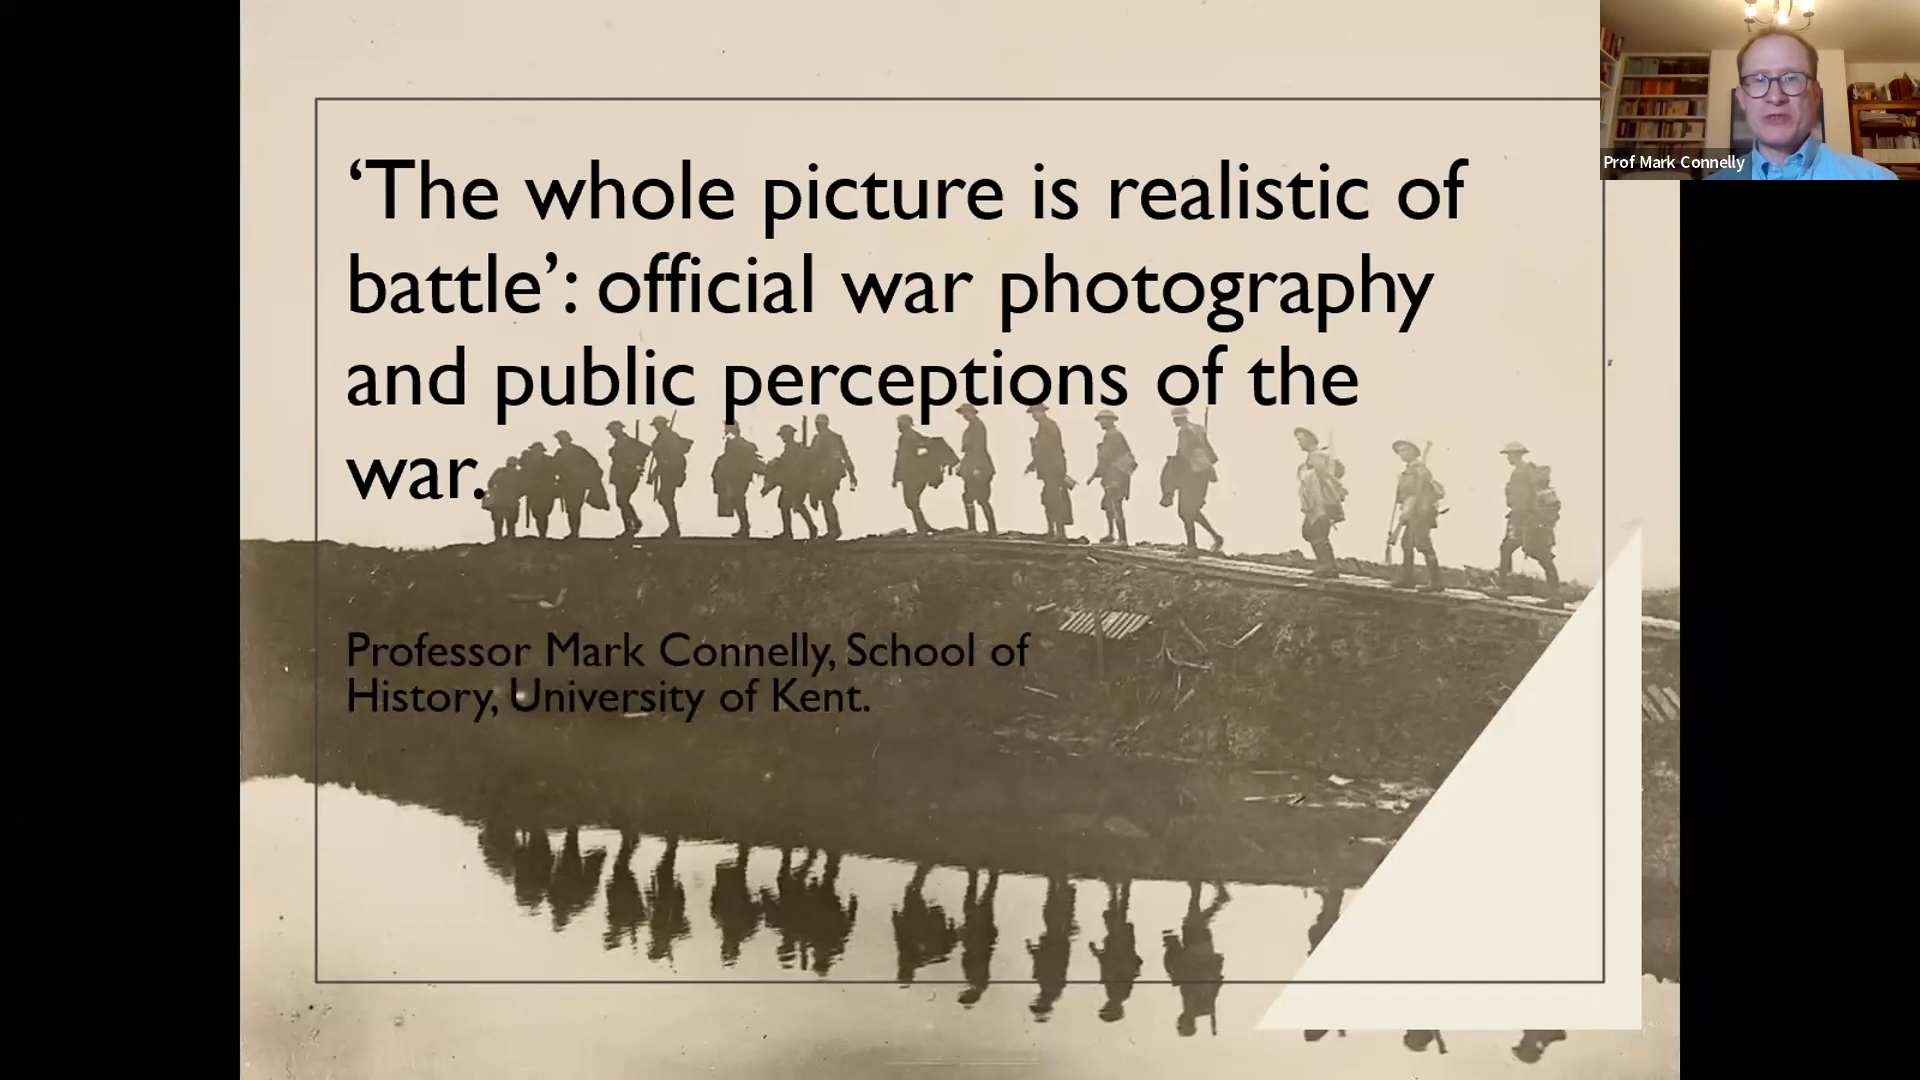 ‘The whole picture is realistic of
battle’: official war photography
and public perceptions of the
war.
Professor Mark Connelly, School of
History, University of Kent.
Prof Mark Connelly